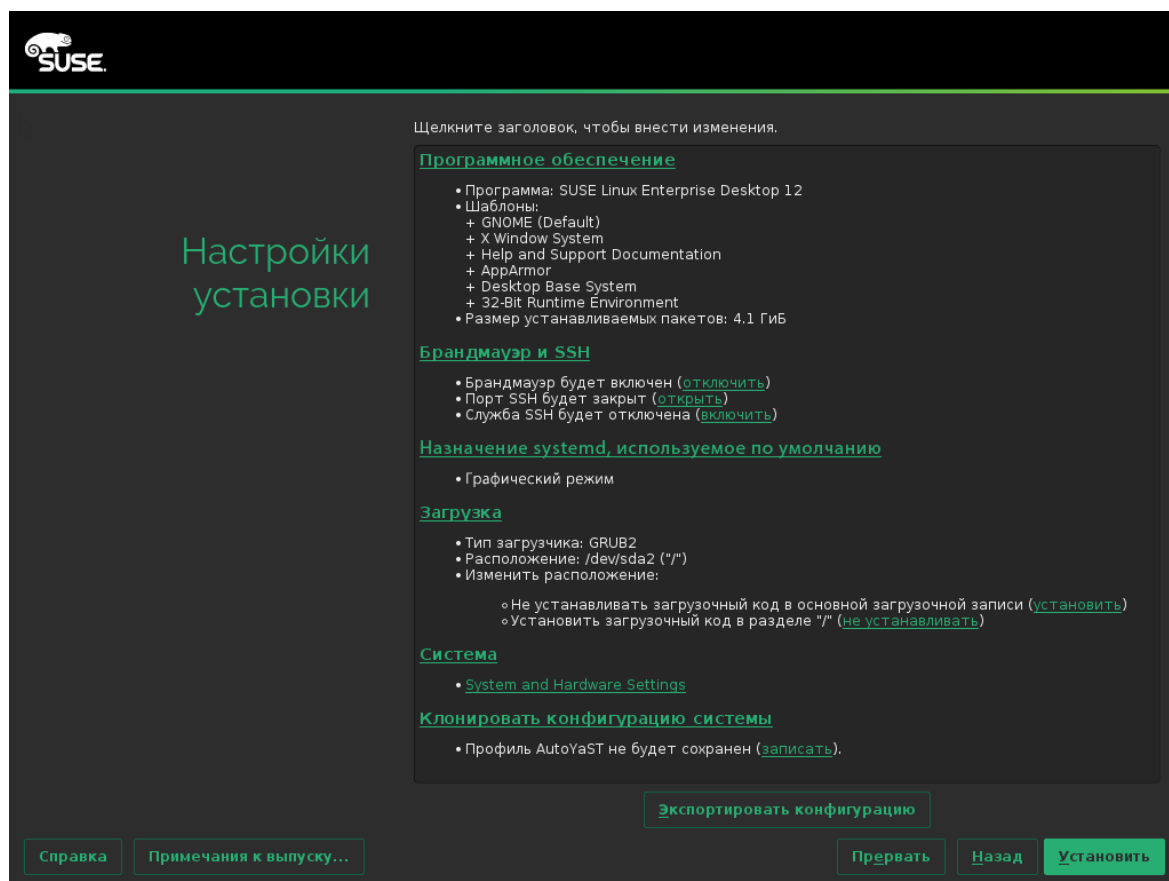 SUSE.
Щелкните заголовок, чтобы внести изменения.
Настройки
установки
Программное обеспечение
• Программа: SUSE Linux Enterprise Desktop 12
• Шаблоны:
+ GNOME (Default)
+ X Window System
+ Help and Support Documentation
+ AppArmor
+ Desktop Base System
+ 32-Bit Runtime Environment
• Размер устанавливаемых пакетов: 4.1 ГиБ
Брандмауэр и SSH
• Брандмауэр будет включен (отключить)
• Порт SSH будет закрыт (открыть)
• Служба SSH будет отключена (включить)
Назначение systemd, используемое по умолчанию
• Графический режим
Загрузка
• Тип загрузчика: GRUB2
• Расположение: /dev/sda2 ("/")
• Изменить расположение:
◦ Не устанавливать загрузочный код в основной загрузочной записи (установить)
◦ Установить загрузочный код в разделе "/" (не устанавливать)
Система
• System and Hardware Settings
Клонировать конфигурацию системы
• Профиль AutoYaST не будет сохранен (записать).
Экспортировать конфигурацию
Справка
Примечания к выпуску...
Прервать
Назад
Установить